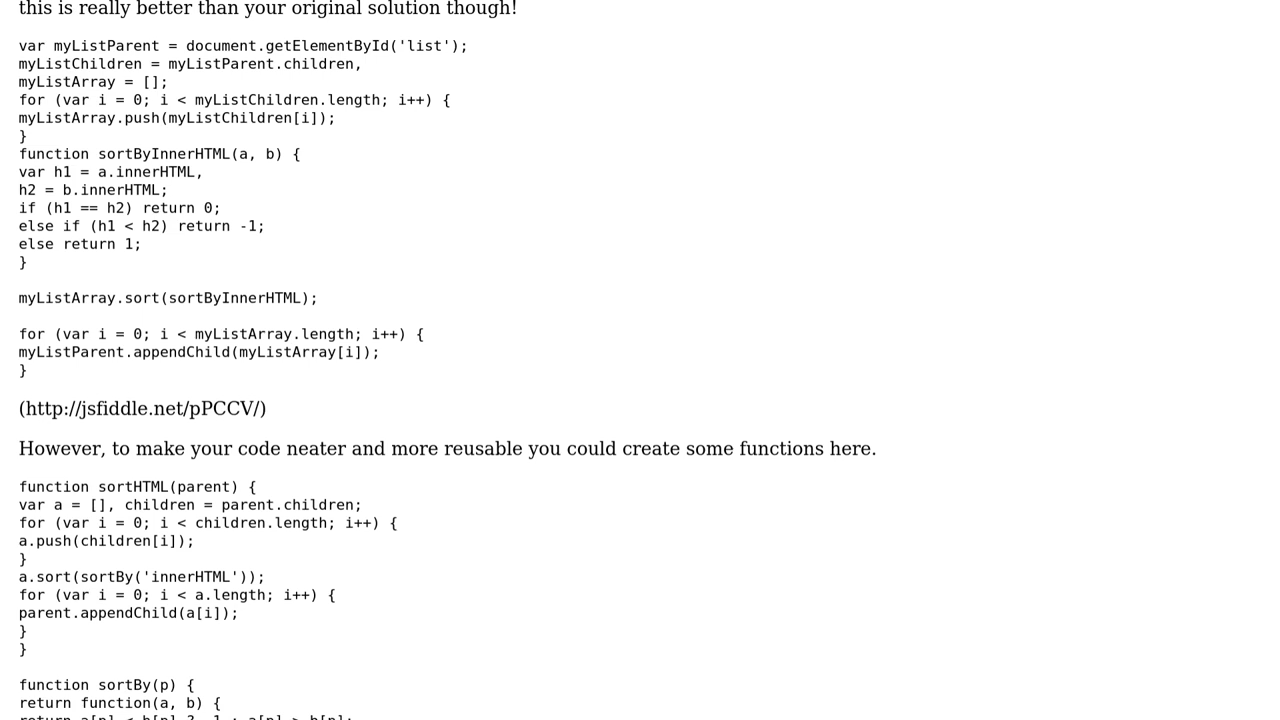 this is really better than your original solution though!
var myListParent = document.getElementById('list');
myListChildren = myListParent.children,
myListArray = [];
for (var i = 0; i < myListChildren.length; i++) {
myListArray.push(myListChildren[i]);
}
function sortByInnerHTML(a, b) {
var h1 = a.innerHTML,
h2 = b.innerHTML;
if (h1 == h2) return 0;
else if (h1 < h2) return -1;
else return 1;
}
myListArray.sort(sortByInnerHTML);
for (var i = 0; i < myListArray.length; i++) {
myListParent.appendChild(myListArray[i]);
}
(http://jsfiddle.net/pPCCV/)
However, to make your code neater and more reusable you could create some functions here.
function sortHTML(parent) {
var a = [], children = parent.children;
for (var i = 0; i < children.length; i++) {
a.push(children[i]);
}
a.sort(sortBy('innerHTML'));
for (var i = 0; i < a.length; i++) {
parent.appendChild(a[i]);
}
}
function sortBy(p) {
return function(a, b) {
return a[p] < b[p] ? -1 : a[p] > b[p];